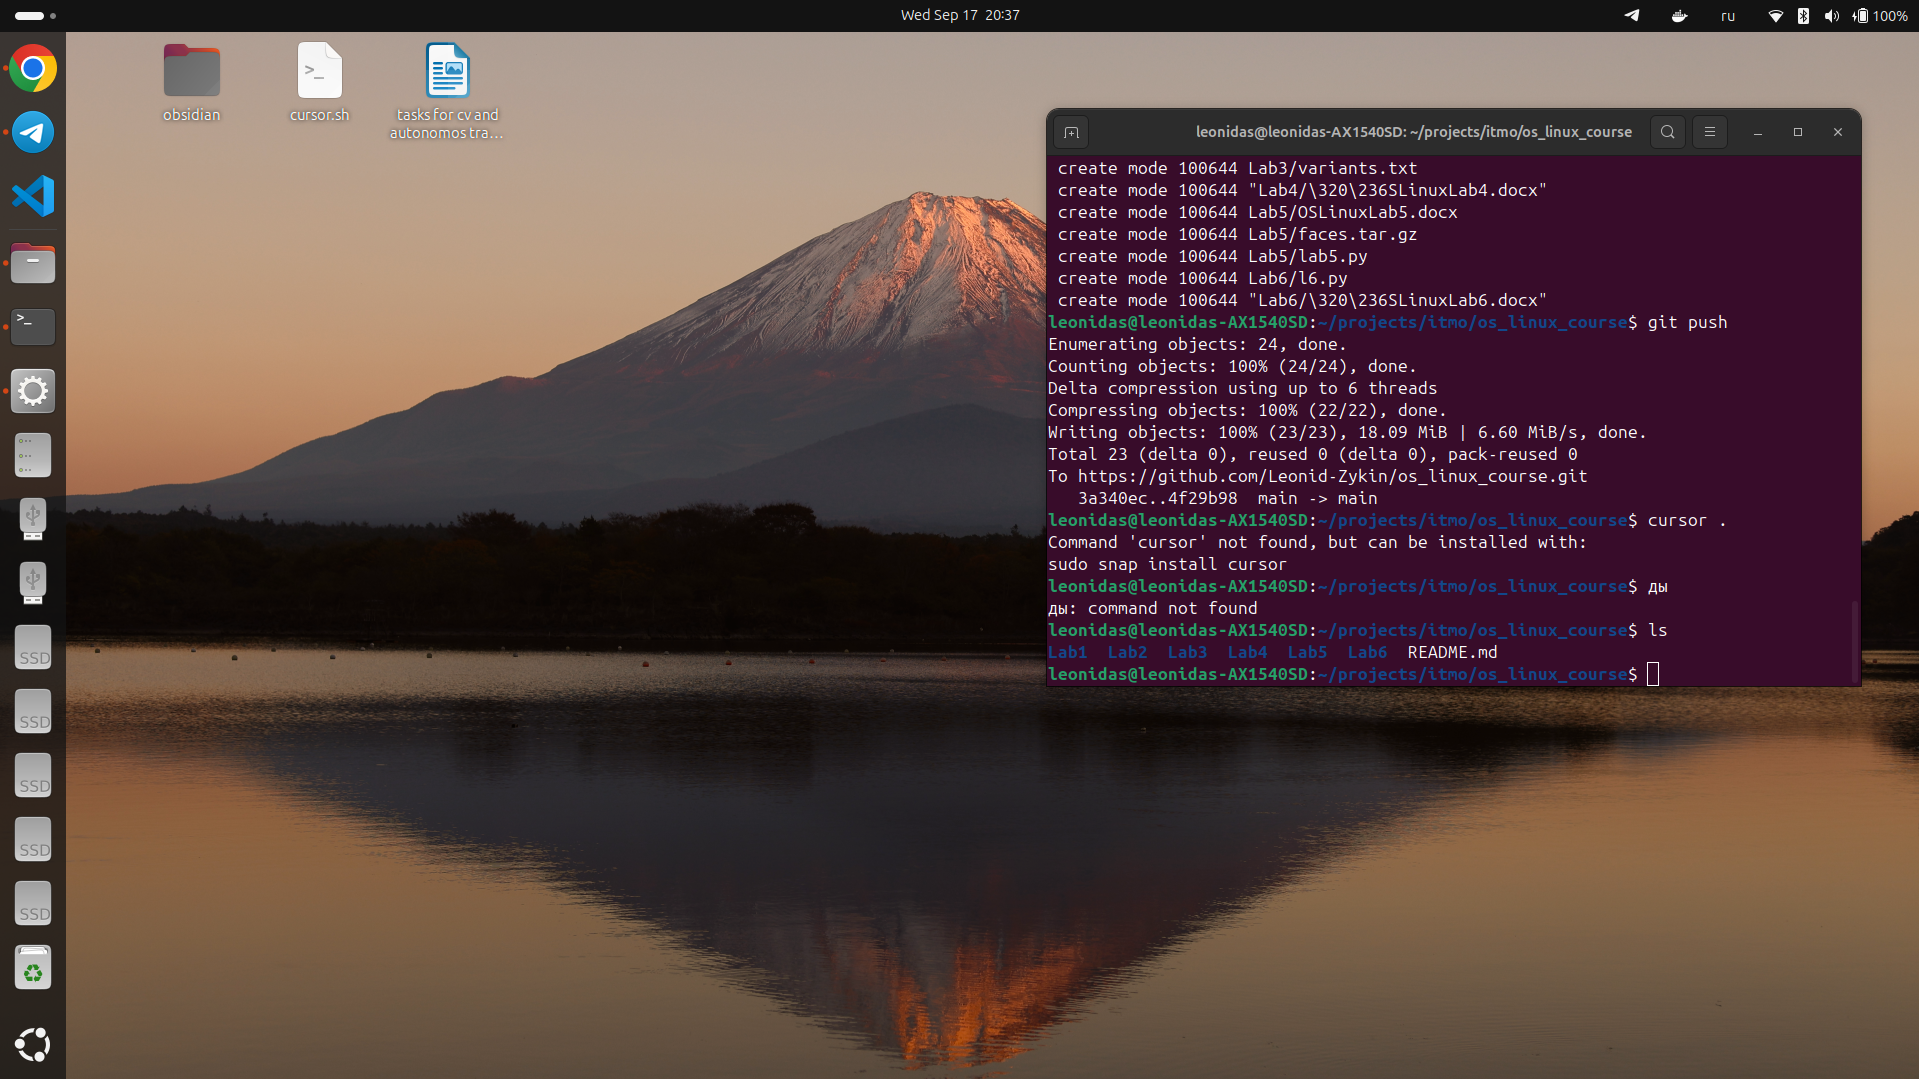 Wed Sep 17 20:37
ru
100%
obsidian
cursor.sh
tasks for cv and
autonomos tra...
leonidas@leonidas-AX1540SD: ~/projects/itmo/os_linux_course
create mode 100644 Lab3/variants.txt
create mode 100644 "Lab4/\320\236SLinuxLab4.docx"
create mode 100644 Lab5/OSLinuxLab5.docx
create mode 100644 Lab5/faces.tar.gz
create mode 100644 Lab5/lab5.py
create mode 100644 Lab6/l6.py
create mode 100644 "Lab6/\320\236SLinuxLab6.docx"
leonidas@leonidas-AX1540SD:~/projects/itmo/os_linux_course$ git push
Enumerating objects: 24, done.
Counting objects: 100% (24/24), done.
Delta compression using up to 6 threads
Compressing objects: 100% (22/22), done.
Writing objects: 100% (23/23), 18.09 MiB | 6.60 MiB/s, done.
Total 23 (delta 0), reused 0 (delta 0), pack-reused 0
To https://github.com/Leonid-Zykin/os_linux_course.git
3a340ec..4f29b98  main -> main
leonidas@leonidas-AX1540SD:~/projects/itmo/os_linux_course$ cursor .
Command 'cursor' not found, but can be installed with:
sudo snap install cursor
leonidas@leonidas-AX1540SD:~/projects/itmo/os_linux_course$ ды
ды: command not found
leonidas@leonidas-AX1540SD:~/projects/itmo/os_linux_course$ ls
Lab1  Lab2  Lab3  Lab4  Lab5  Lab6  README.md
leonidas@leonidas-AX1540SD:~/projects/itmo/os_linux_course$
>_
SSD
SSD
SSD
SSD
SSD